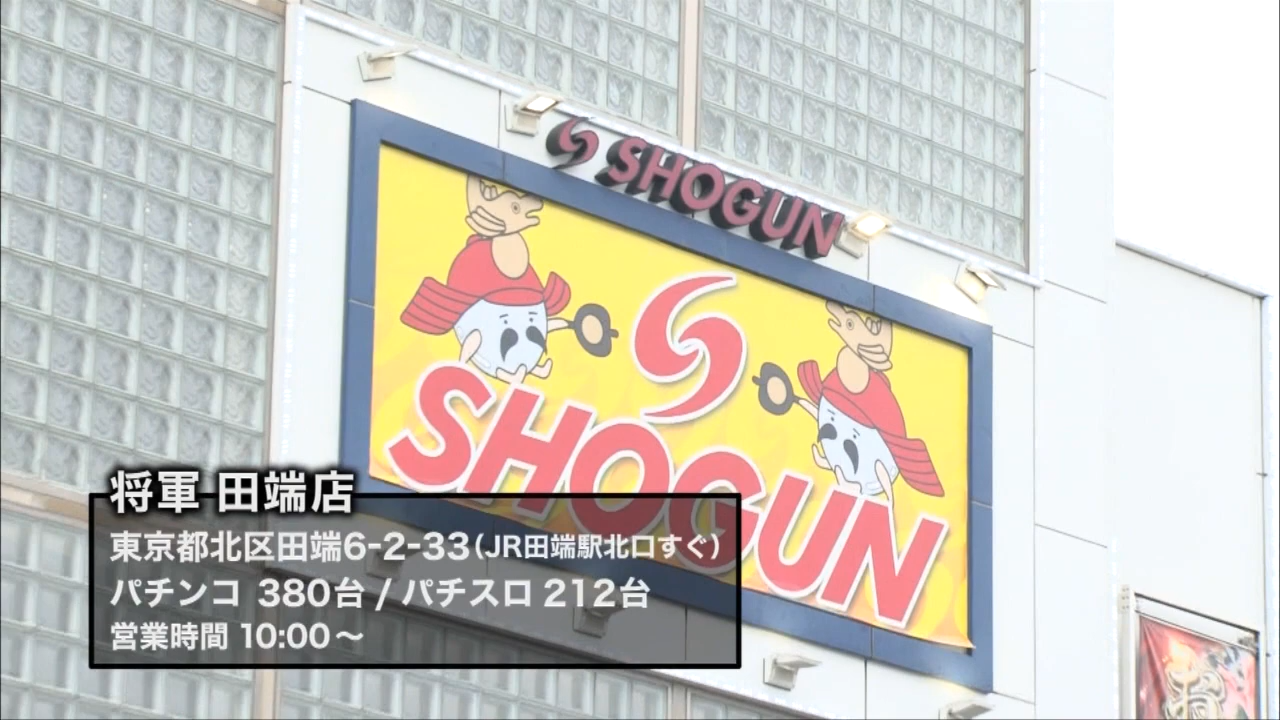 SHOGUN
SHOGUN
将軍 田端店
東京都北区田端6-2-33(JR田端駅北口すぐ)
パチンコ 380台 / パチスロ 212台
営業時間 10:00～